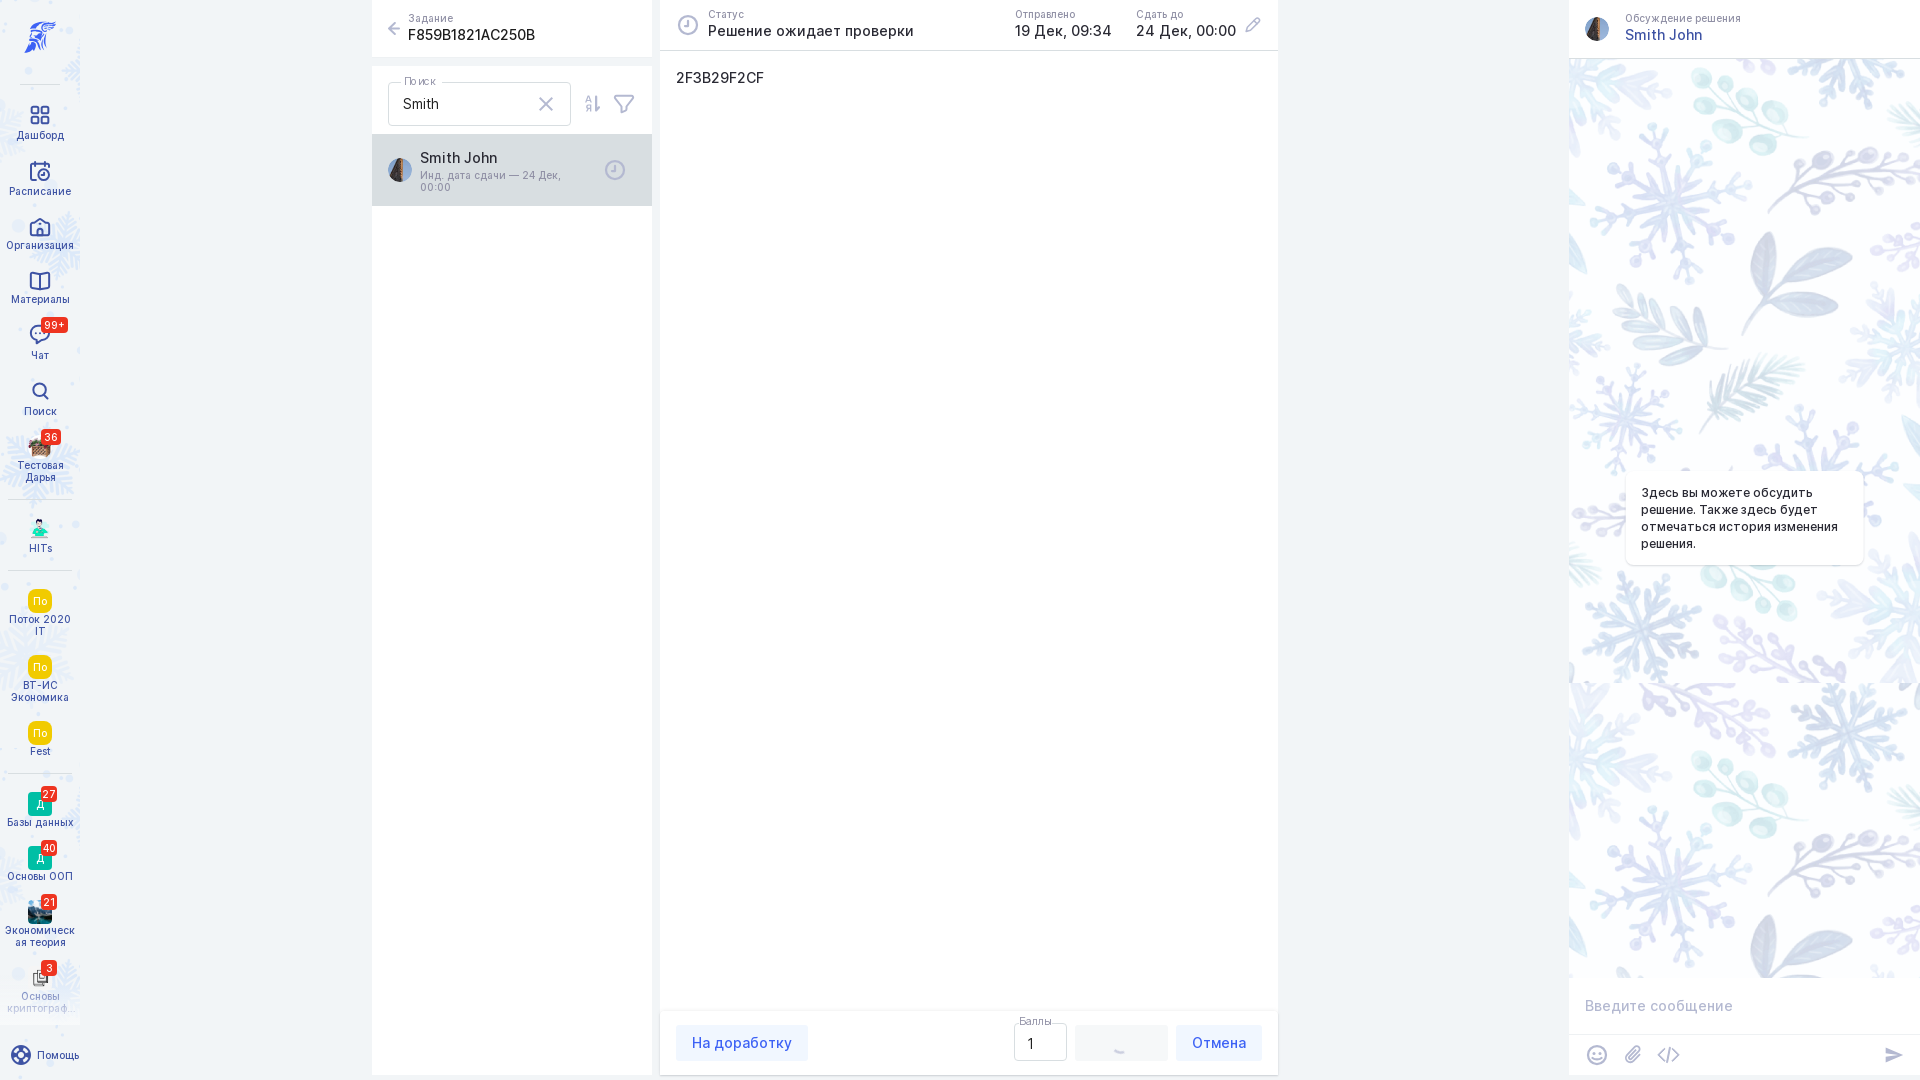 Дашборд
Расписание
Организация
Материалы
99+
Чат
Поиск
36
Тестовая
Дарья
HITs
По
Поток 2020
IT
По
ВТ-ИС
Экономика
По
Fest
27
Д
Базы данных
40
Д
Основы ООП
21
Экономическ
ая теория
3
Основы
криптограф...
Помощь
Задание
F859B1821AC250B
Поиск
Smith
А
Я
Smith John
Инд. дата сдачи — 24 Дек,
00:00
Статус
Решение ожидает проверки
Отправлено
19 Дек, 09:34
Сдать до
24 Дек, 00:00
2F3B29F2CF
На доработку
Баллы
1
Отмена
Обсуждение решения
Smith John
Здесь вы можете обсудить
решение. Также здесь будет
отмечаться история изменения
решения.
Введите сообщение